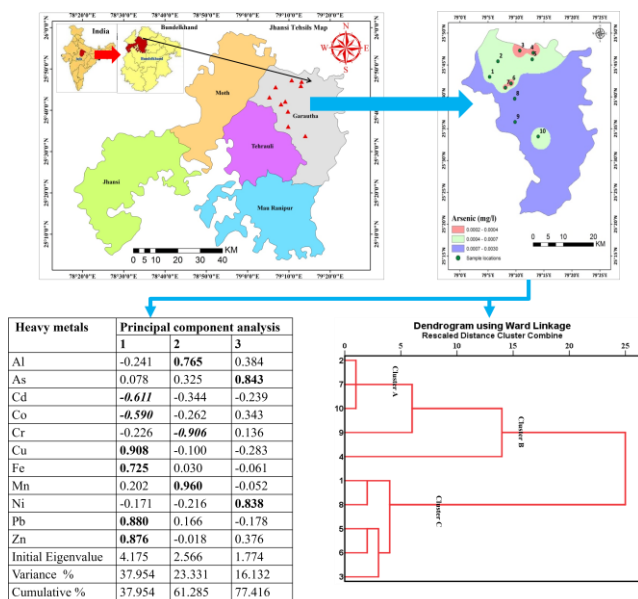 India
Bundelkhand
Jhansi Tehsils Map
N
W E
S
Moth
Garautha
Tehrauli
Jhansi
Mau Ranipur
KM
0 5 10 20 30 40
78°20'0"E 78°30'0"E 78°40'0"E 78°50'0"E 79°0'0"E 79°10'0"E 79°20'0"E
3
4
2
1
8
9
10
Arsenic (mg/l)
0.0002 - 0.0004
0.0004 - 0.0007
0.0007 - 0.0030
Sample locations
0 2.5 5 10 15 20
KM
Heavy metals Principal component analysis
1 2 3
Al -0.241 0.765 0.384
As 0.078 0.325 0.843
Cd -0.611 -0.344 -0.239
Co -0.590 -0.262 0.343
Cr -0.226 -0.906 0.136
Cu 0.908 -0.100 -0.283
Fe 0.725 0.030 -0.061
Mn 0.202 0.960 -0.052
Ni -0.171 -0.216 0.838
Pb 0.880 0.166 -0.178
Zn 0.876 -0.018 0.376
Initial Eigenvalue 4.175 2.566 1.774
Variance % 37.954 23.331 16.132
Cumulative % 37.954 61.285 77.416
Dendrogram using Ward Linkage
Rescaled Distance Cluster Combine
0 5 10 15 20 25
2
7
10
9
4
1
8
5
6
3
Cluster A
Cluster B
Cluster C